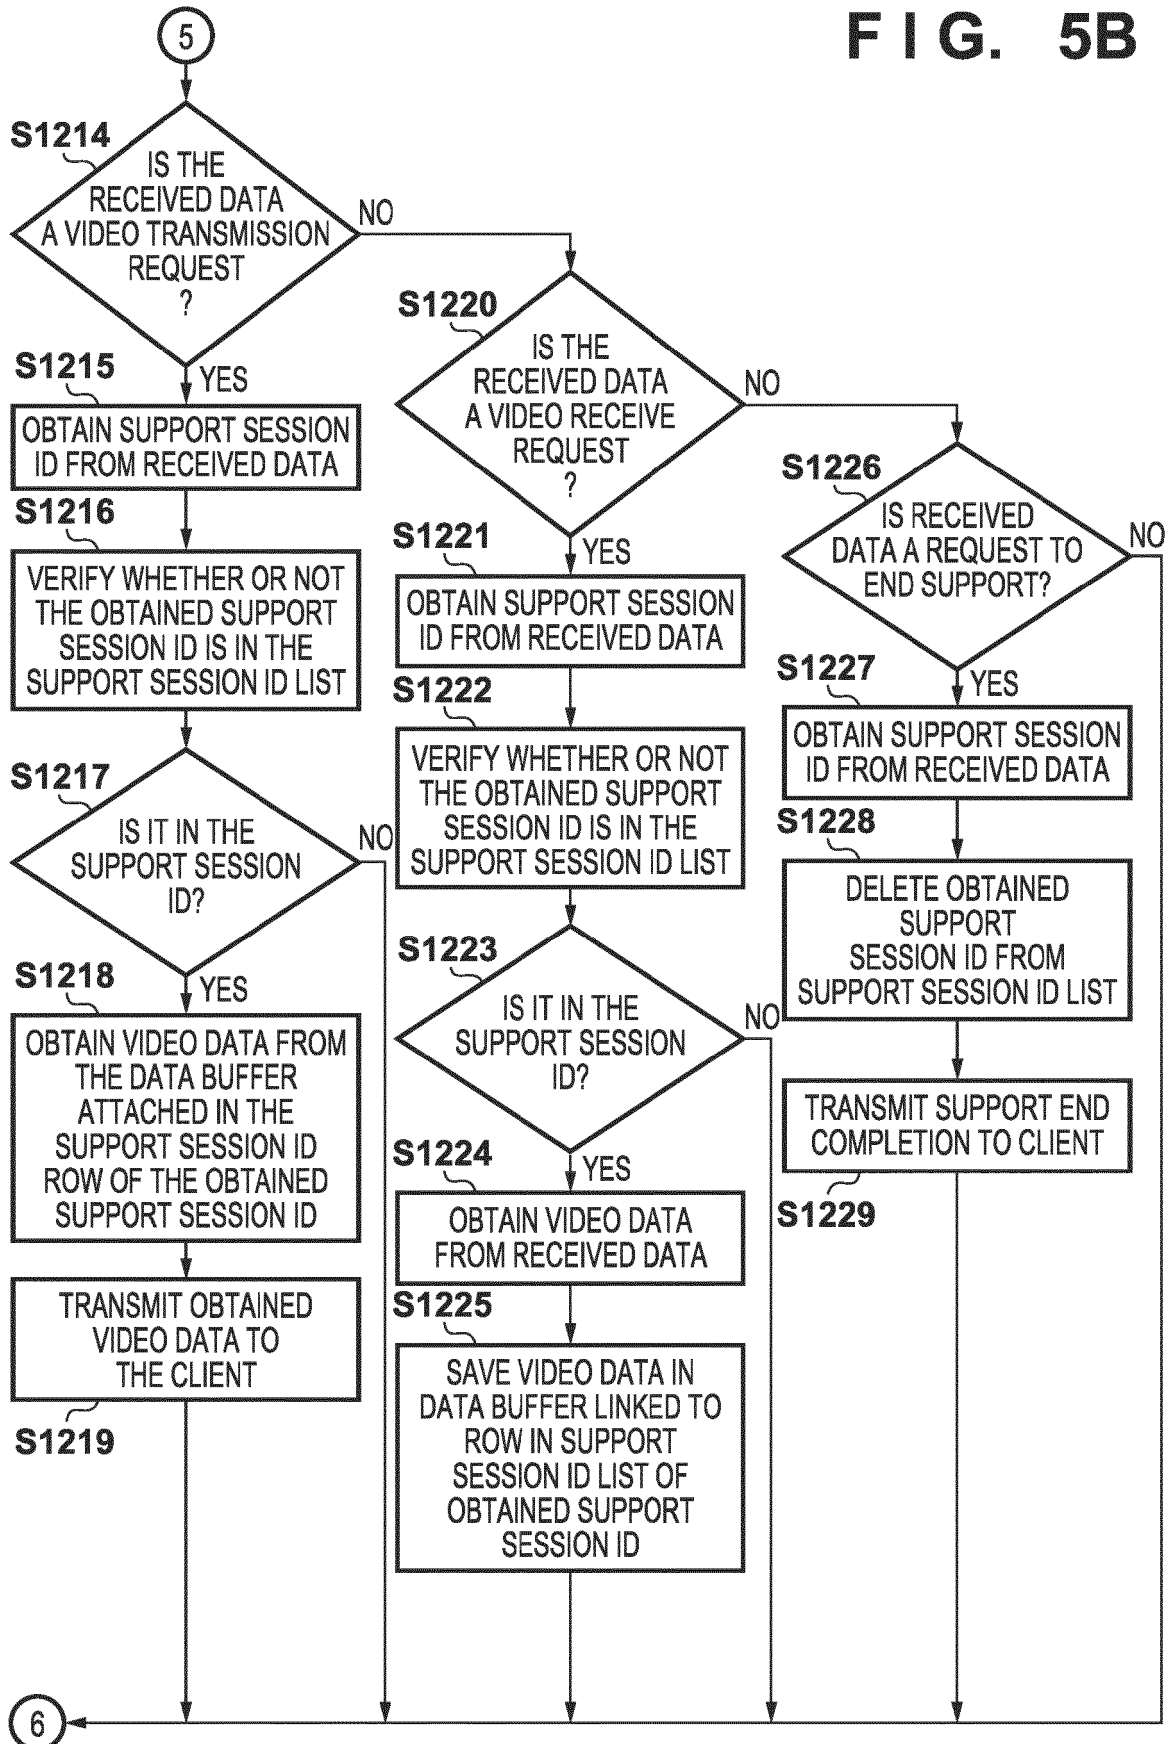 FIG. 5B
5
S1214
IS THE
RECEIVED DATA
A VIDEO TRANSMISSION
REQUEST
?
NO
YES
S1215
OBTAIN SUPPORT SESSION
ID FROM RECEIVED DATA
S1216
VERIFY WHETHER OR NOT
THE OBTAINED SUPPORT
SESSION ID IS IN THE
SUPPORT SESSION ID LIST
S1217
IS IT IN THE
SUPPORT SESSION
ID?
NO
YES
S1218
OBTAIN VIDEO DATA FROM
THE DATA BUFFER
ATTACHED IN THE
SUPPORT SESSION ID
ROW OF THE OBTAINED
SUPPORT SESSION ID
TRANSMIT OBTAINED
VIDEO DATA TO
THE CLIENT
S1219
S1220
IS THE
RECEIVED DATA
A VIDEO RECEIVE
REQUEST
?
NO
YES
S1221
OBTAIN SUPPORT SESSION
ID FROM RECEIVED DATA
S1222
VERIFY WHETHER OR NOT
THE OBTAINED SUPPORT
SESSION ID IS IN THE
SUPPORT SESSION ID LIST
S1223
IS IT IN THE
SUPPORT SESSION
ID?
NO
YES
S1224
OBTAIN VIDEO DATA
FROM RECEIVED DATA
S1225
SAVE VIDEO DATA IN
DATA BUFFER LINKED TO
ROW IN SUPPORT
SESSION ID LIST OF
OBTAINED SUPPORT
SESSION ID
S1226
IS RECEIVED
DATA A REQUEST TO
END SUPPORT?
NO
YES
S1227
OBTAIN SUPPORT SESSION
ID FROM RECEIVED DATA
S1228
DELETE OBTAINED
SUPPORT
SESSION ID FROM
SUPPORT SESSION ID LIST
TRANSMIT SUPPORT END
COMPLETION TO CLIENT
S1229
6